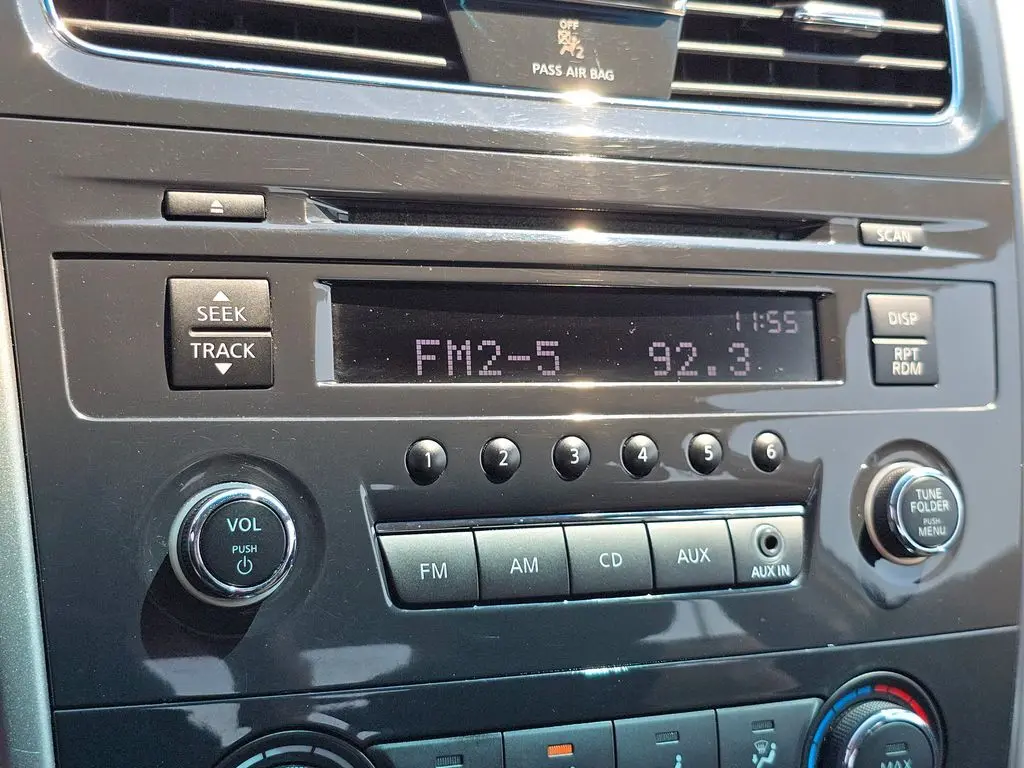 OFF
2
PASS AIR BAG
SCAN
SEEK
TRACK
11:55
FM2-5 92.3
DISP
RPT
RDM
1 2 3 4 5 6
VOL
PUSH
TUNE
FOLDER
PUSH
MENU
FM AM CD AUX AUX IN
MAX